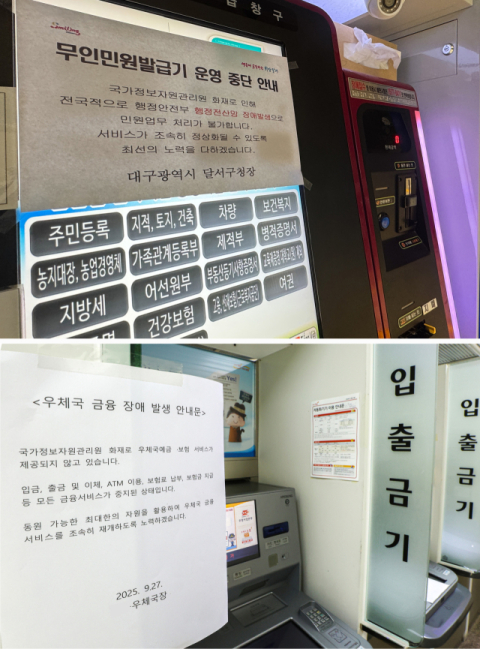 급창구
무인민원발급기 운영 중단 안내
국가정보자원관리원 화재로 인해
전국적으로 행정안전부 행정전산망 장애발생으로
민원업무 처리가 불가합니다.
서비스가 조속히 정상화될 수 있도록
최선의 노력을 다하겠습니다.
대구광역시 달서구청장
주민등록
지적, 토지, 건축
차량
보건복지
농지대장, 농업경영체
가족관계등록부
제적부
병적증명서
지방세
어선원부
부동산등기사항증명서
건강보험
여권
<우체국 금융 장애 발생 안내문>
국가정보자원관리원 화재로 우체국예금 보험 서비스가
제공되지 않고 있습니다.
입금, 출금 및 이체, ATM 이용, 보험료 납부, 보험금 지급
등 모든 금융서비스가 중지된 상태입니다.
동원 가능한 최대한의 자원을 활용하여 우체국 금융
서비스를 조속히 재개하도록 노력하겠습니다.
2025. 9.27.
우체국장
입출금기
입출금기